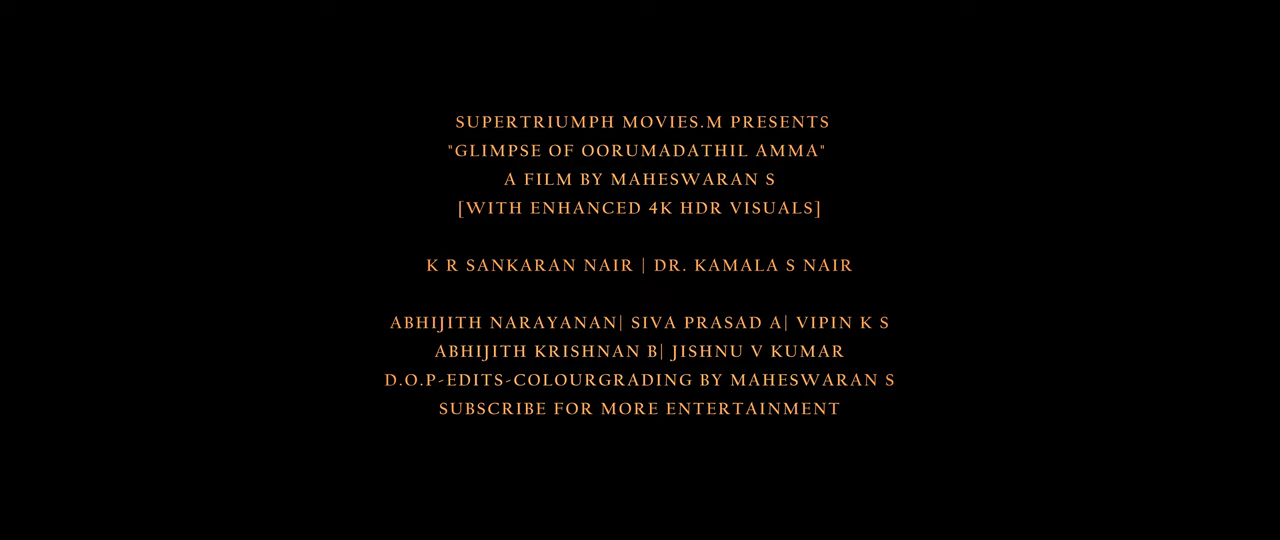 SUPERTRIUMPH MOVIES.M PRESENTS
"GLIMPSE OF OORUMADATHIL AMMA"
A FILM BY MAHESWARAN S
[WITH ENHANCED 4K HDR VISUALS]
K R SANKARAN NAIR | DR. KAMALA S NAIR
ABHIJITH NARAYANAN| SIVA PRASAD A| VIPIN K S
ABHIJITH KRISHNAN B| JISHNU V KUMAR
D.O.P-EDITS-COLOURGRADING BY MAHESWARAN S
SUBSCRIBE FOR MORE ENTERTAINMENT